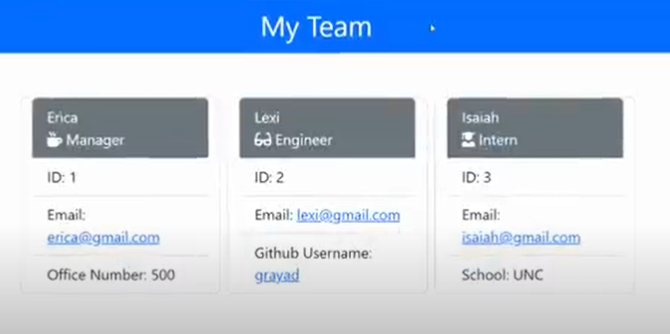 My Team
Erica
Manager
ID: 1
Email:
erica@gmail.com
Office Number: 500
Lexi
Engineer
ID: 2
Email: lexi@gmail.com
Github Username:
grayad
Isaiah
Intern
ID: 3
Email:
isaiah@gmail.com
School: UNC